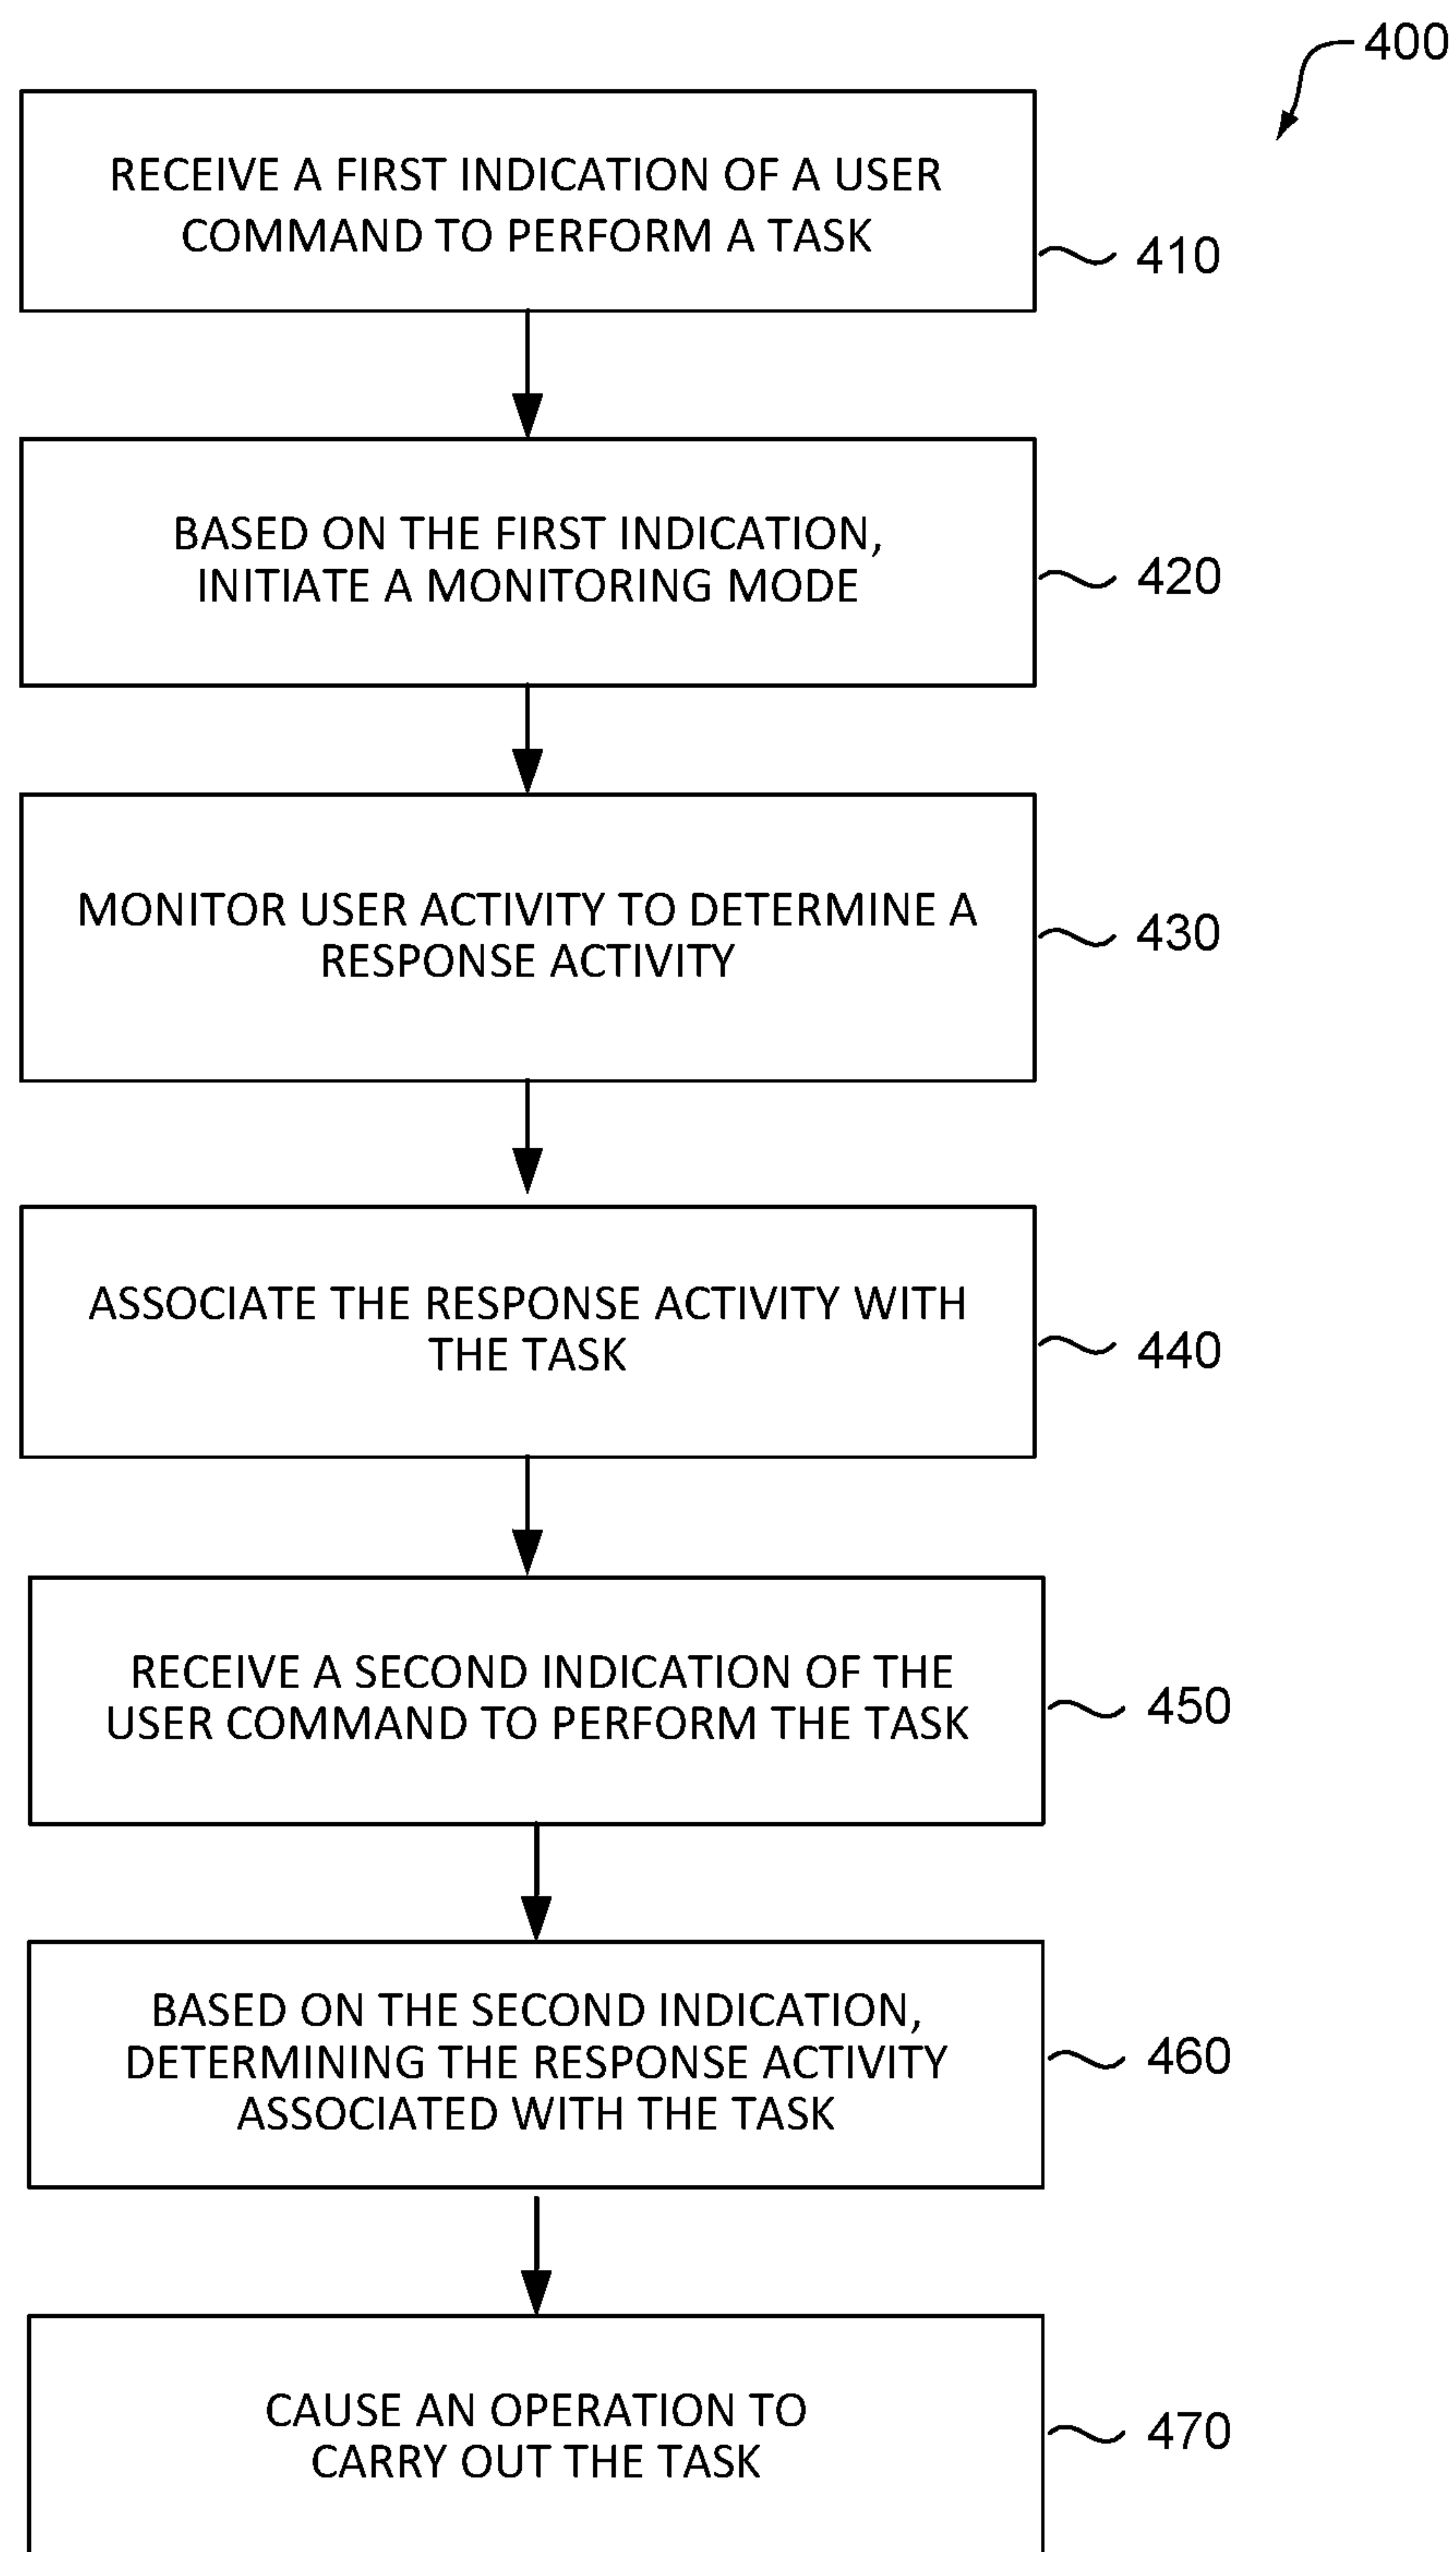 400
RECEIVE A FIRST INDICATION OF A USER
COMMAND TO PERFORM A TASK
410
BASED ON THE FIRST INDICATION,
INITIATE A MONITORING MODE
420
MONITOR USER ACTIVITY TO DETERMINE A
RESPONSE ACTIVITY
430
ASSOCIATE THE RESPONSE ACTIVITY WITH
THE TASK
440
RECEIVE A SECOND INDICATION OF THE
USER COMMAND TO PERFORM THE TASK
450
BASED ON THE SECOND INDICATION,
DETERMINING THE RESPONSE ACTIVITY
ASSOCIATED WITH THE TASK
460
CAUSE AN OPERATION TO
CARRY OUT THE TASK
470